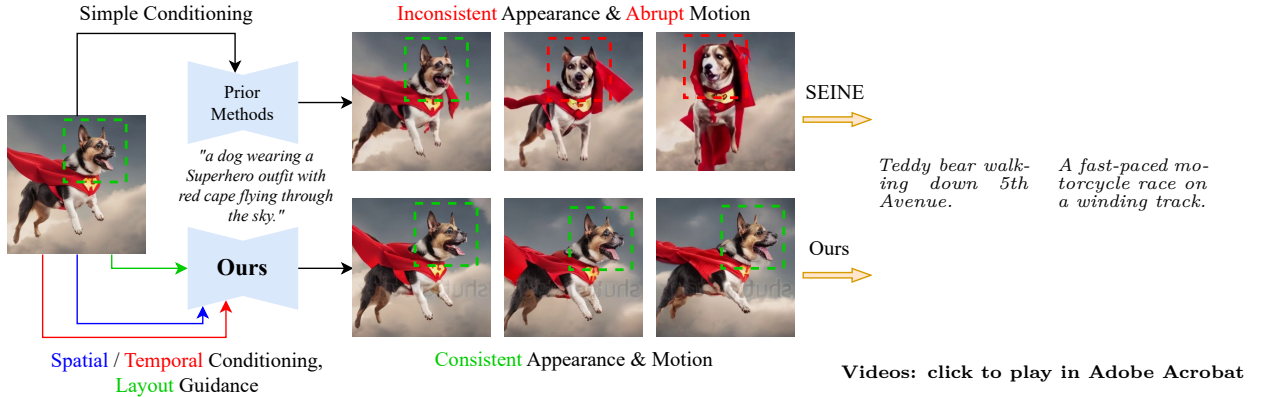 Simple Conditioning
Inconsistent Appearance & Abrupt Motion
Prior
Methods
"a dog wearing a
Superhero outfit with
red cape flying through
the sky."
Ours
Spatial / Temporal Conditioning,
Layout Guidance
Consistent Appearance & Motion
SEINE
Ours
Teddy bear walk-
ing down 5th
Avenue.
A fast-paced mo-
torcycle race on
a winding track.
Videos: click to play in Adobe Acrobat